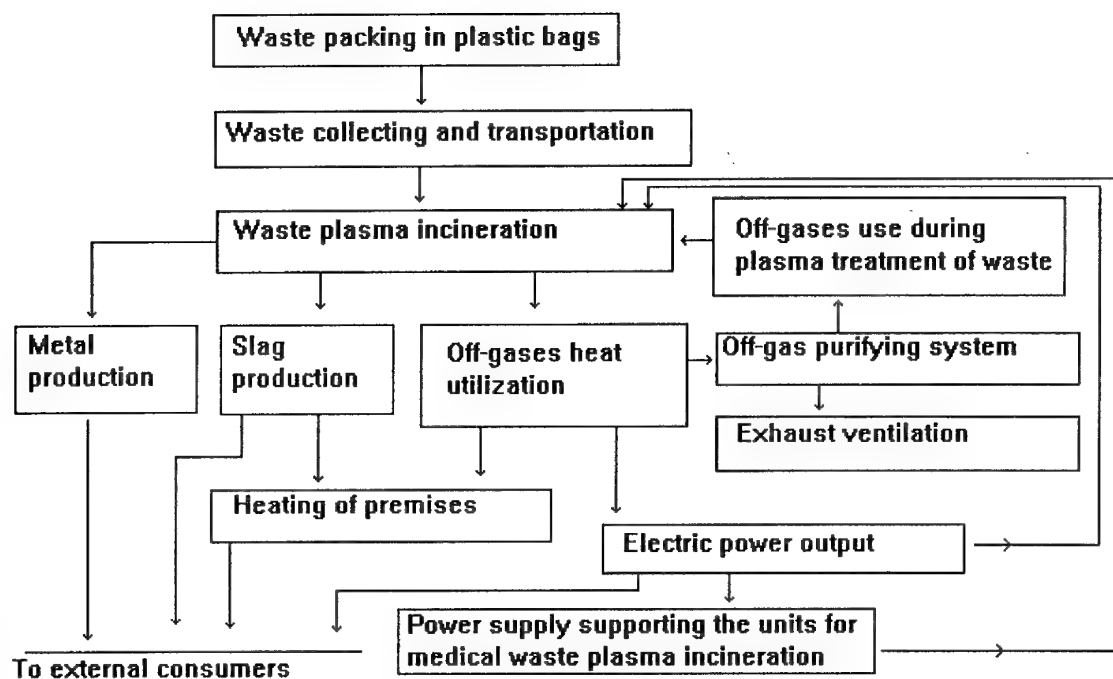 Waste packing in plastic bags
Waste collecting and transportation
Waste plasma incineration
Off-gases use during
plasma treatment of waste
Metal
production
Slag
production
Off-gases heat
utilization
Off-gas purifying system
Exhaust ventilation
Heating of premises
Electric power output
Power supply supporting the units for
medical waste plasma incineration
To external consumers